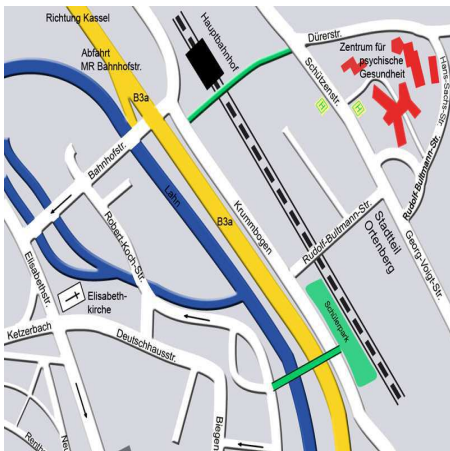 Richtung Kassel
Abfahrt
MR Bahnhofstr.
Hauptbahnhof
Dürerstr.
Zentrum für
psychische
Gesundheit
Hans-Sachs-Str.
Schützenstr.
H
H
B3a
Bahnhofstr.
Lahn
Krummbogen
B3a
Rudolf-Bultmann-Str.
Rudolf-Bultmann-Str.
Stadtteil
Ortenberg
Georg-Voigt-Str.
Robert-Koch-Str.
Elisabethstr.
Elisabeth-
kirche
Ketzerbach
Deutschhausstr.
Schülerpark
Biegen
Renthof